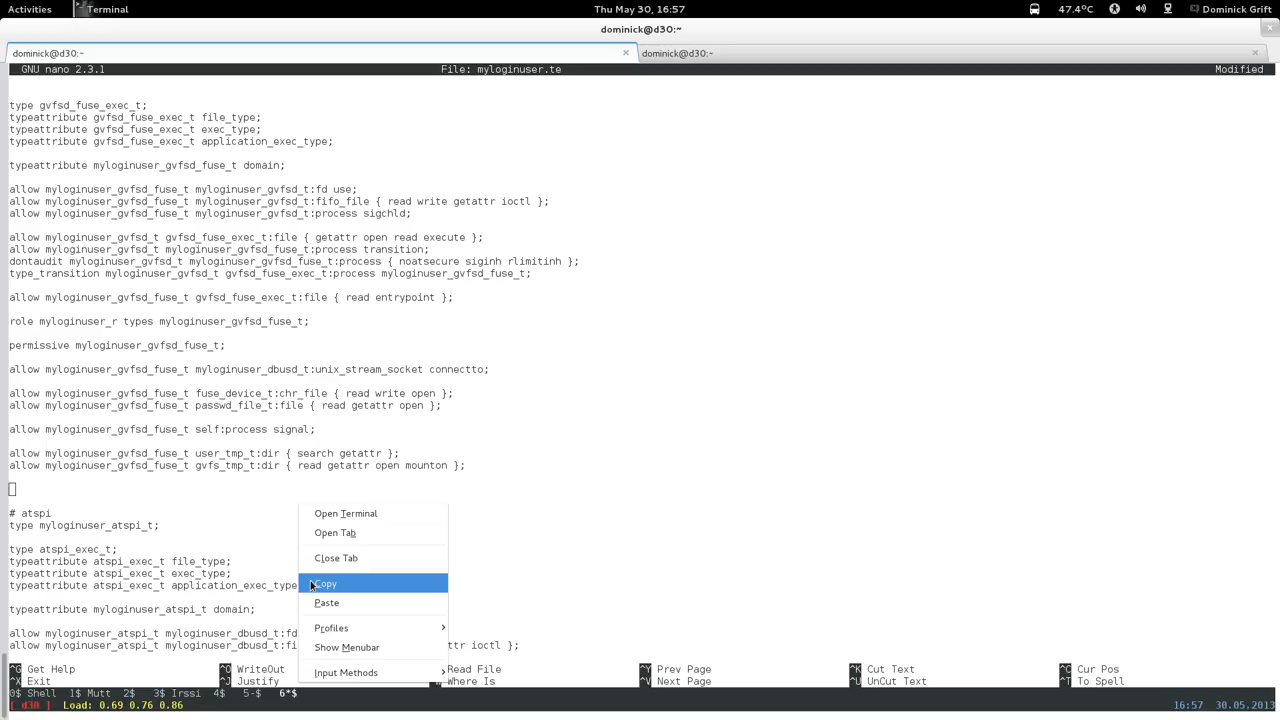 Activities Terminal Thu May 30, 16:57 47.4°C Dominick Grift
dominick@d30:~
dominick@d30:~ dominick@d30:~
GNU nano 2.3.1 File: myloginuser.te Modified
type gvfsd_fuse_exec_t;
typeattribute gvfsd_fuse_exec_t file_type;
typeattribute gvfsd_fuse_exec_t exec_type;
typeattribute gvfsd_fuse_exec_t application_exec_type;
typeattribute myloginuser_gvfsd_fuse_t domain;
allow myloginuser_gvfsd_fuse_t myloginuser_gvfsd_t:fd use;
allow myloginuser_gvfsd_fuse_t myloginuser_gvfsd_t:fifo_file { read write getattr ioctl };
allow myloginuser_gvfsd_fuse_t myloginuser_gvfsd_t:process sigchld;
allow myloginuser_gvfsd_t gvfsd_fuse_exec_t:file { getattr open read execute };
allow myloginuser_gvfsd_t myloginuser_gvfsd_fuse_t:process transition;
dontaudit myloginuser_gvfsd_t myloginuser_gvfsd_fuse_t:process { noatsecure siginh rlimitinh };
type_transition myloginuser_gvfsd_t gvfsd_fuse_exec_t:process myloginuser_gvfsd_fuse_t;
allow myloginuser_gvfsd_fuse_t gvfsd_fuse_exec_t:file { read entrypoint };
role myloginuser_r types myloginuser_gvfsd_fuse_t;
permissive myloginuser_gvfsd_fuse_t;
allow myloginuser_gvfsd_fuse_t myloginuser_dbusd_t:unix_stream_socket connectto;
allow myloginuser_gvfsd_fuse_t fuse_device_t:chr_file { read write open };
allow myloginuser_gvfsd_fuse_t passwd_file_t:file { read getattr open };
allow myloginuser_gvfsd_fuse_t self:process signal;
allow myloginuser_gvfsd_fuse_t user_tmp_t:dir { search getattr };
allow myloginuser_gvfsd_fuse_t gvfs_tmp_t:dir { read getattr open mounton };
# atspi
type myloginuser_atspi_t;
type atspi_exec_t;
typeattribute atspi_exec_t file_type;
typeattribute atspi_exec_t exec_type;
typeattribute atspi_exec_t application_exec_type
typeattribute myloginuser_atspi_t domain;
allow myloginuser_atspi_t myloginuser_dbusd_t:fd
allow myloginuser_atspi_t myloginuser_dbusd_t:fi ttr ioctl };
Open Terminal
Open Tab
Close Tab
Copy
Paste
Profiles
Show Menubar
Input Methods
^G Get Help ^O WriteOut Read File ^Y Prev Page ^K Cut Text ^C Cur Pos
^X Exit ^J Justify Where Is ^V Next Page ^U UnCut Text ^T To Spell
0$ Shell 1$ Mutt 2$ 3$ Irssi 4$ 5-$ 6*$
[ d30 ] Load: 0.69 0.76 0.86 16:57 30.05.2013